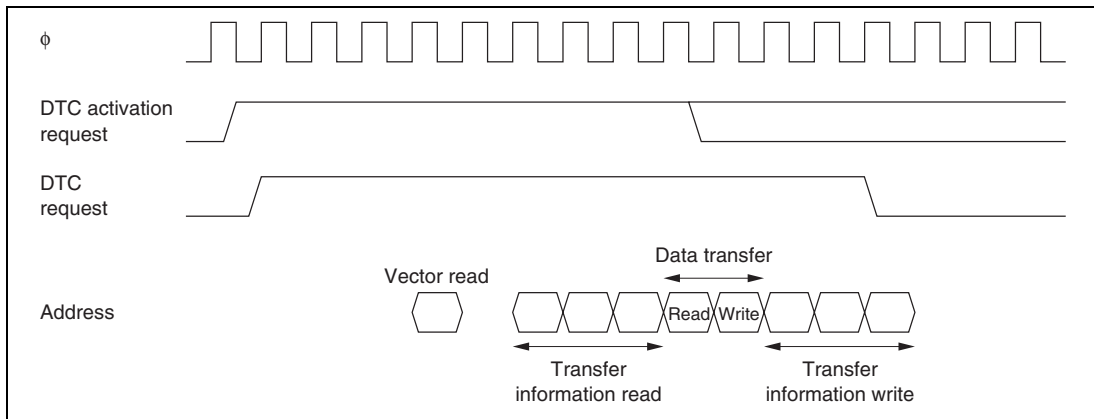 ϕ
DTC activation
request
DTC
request
Data transfer
Vector read
Address
Read
Write
Transfer
information read
Transfer
information write